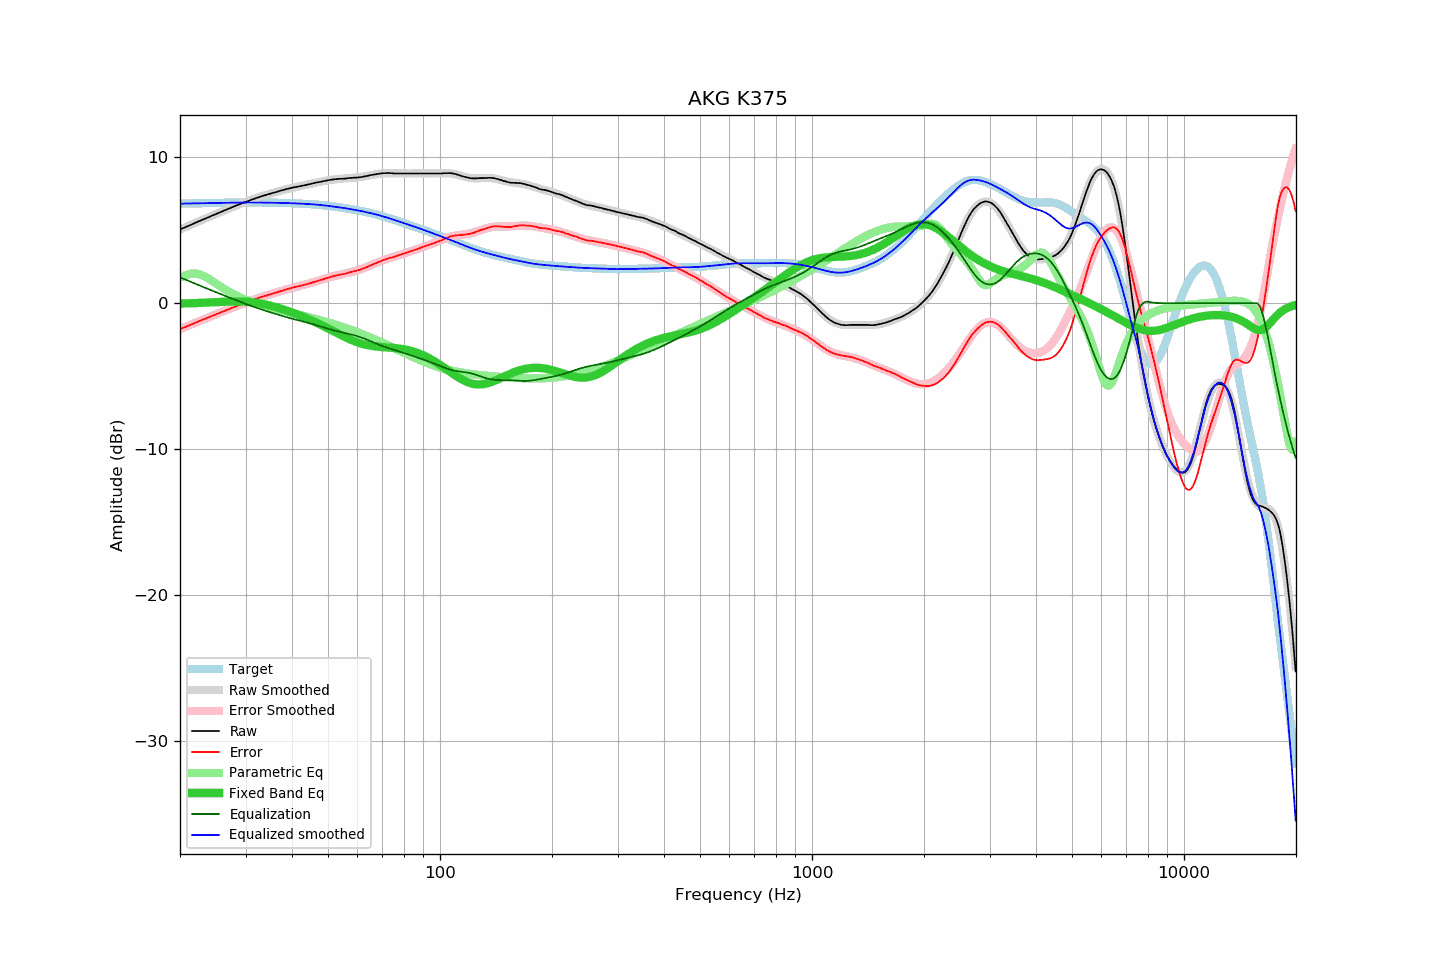 AKG K375
10
0
−10
−20
−30
Amplitude (dBr)
Target
Raw Smoothed
Error Smoothed
Raw
Error
Parametric Eq
Fixed Band Eq
Equalization
Equalized smoothed
100
1000
10000
Frequency (Hz)